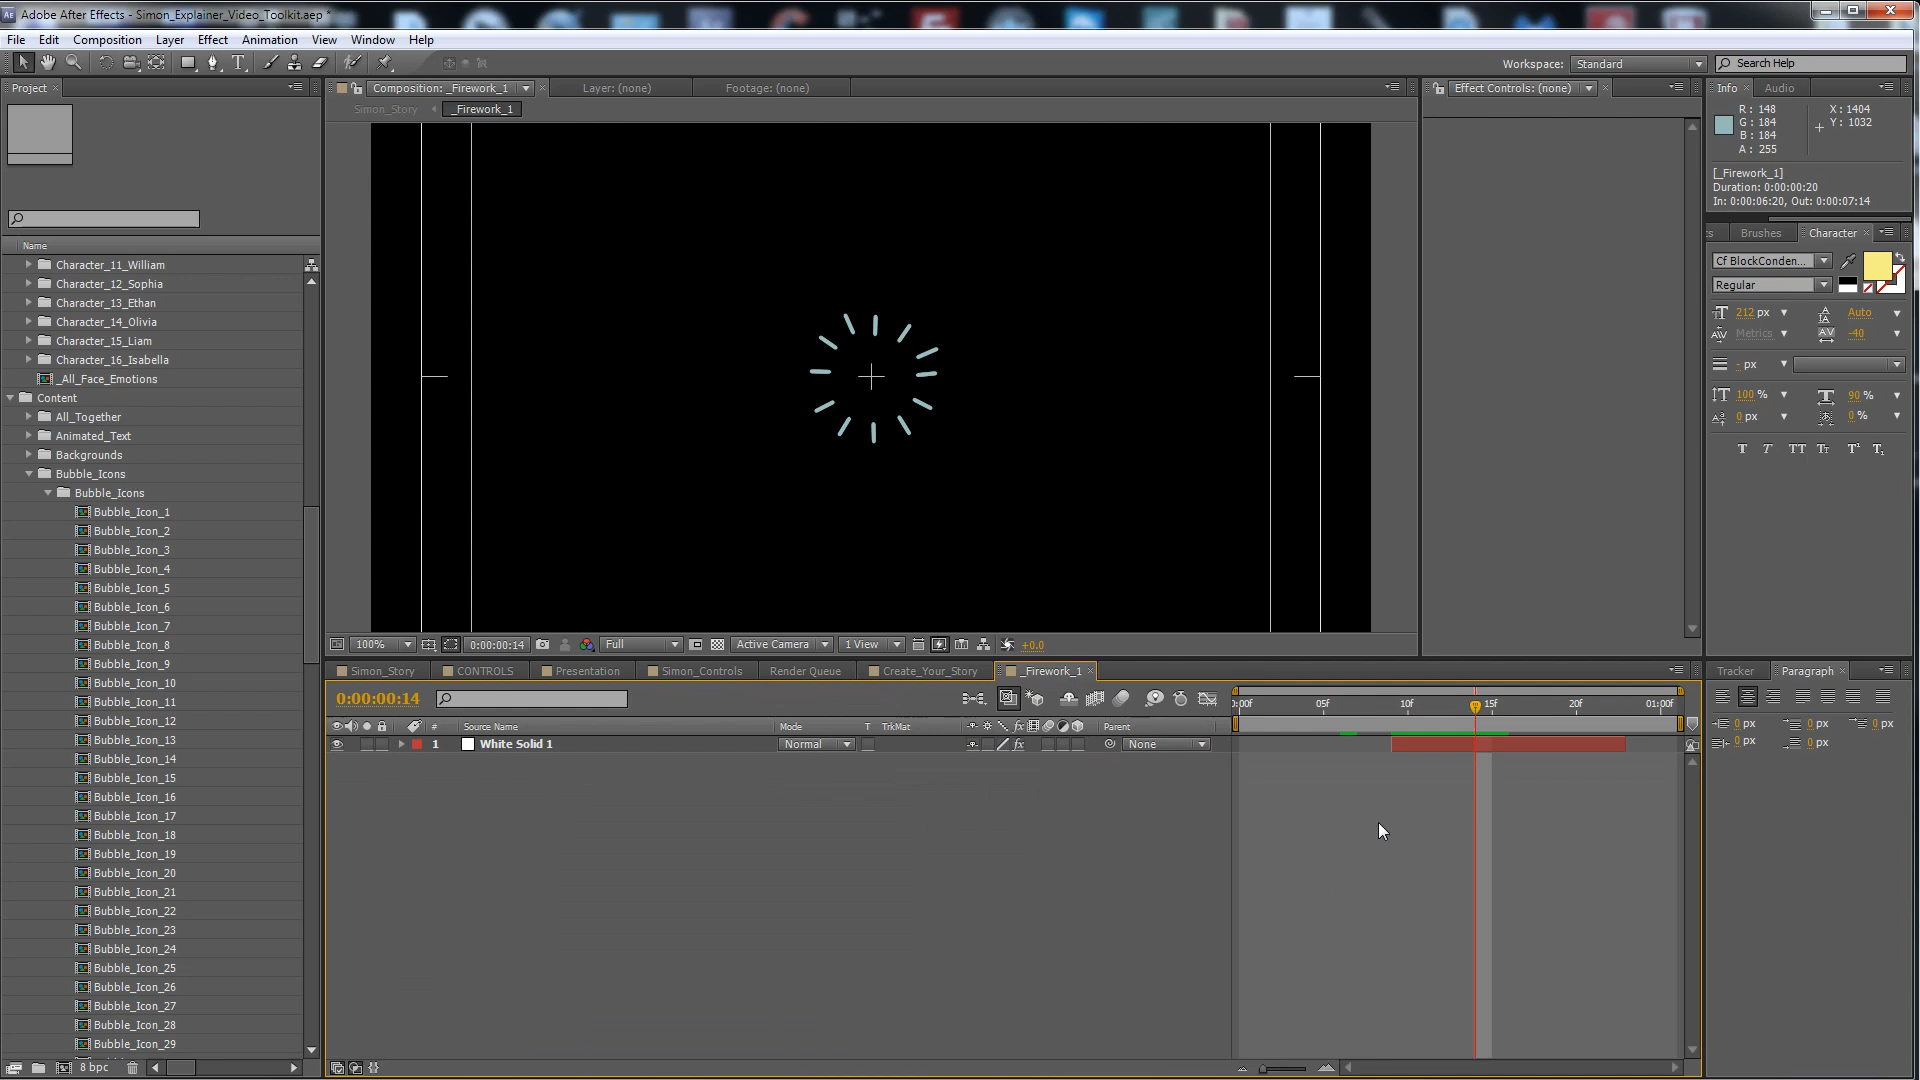 Adobe After Effects - Simon_Explainer_Video_Toolkit.aep *
File Edit Composition Layer Effect Animation View Window Help
Workspace: Standard Search Help
Project
Composition: _Firework_1 Layer: (none) Footage: (none)
Effect Controls: (none)
Info Audio
Simon_Story _Firework_1
R: 148
G: 184
B: 184
A: 255
X: 1404
Y: 1032
[_Firework_1]
Duration: 0:00:00:20
In: 0:00:06:20, Out: 0:00:07:14
Brushes Character
Cf BlockConden...
Regular
212 px Auto
Metrics -40
- px
100 % 90 %
0 px 0 %
Name
Character_11_William
Character_12_Sophia
Character_13_Ethan
Character_14_Olivia
Character_15_Liam
Character_16_Isabella
_All_Face_Emotions
Content
All_Together
Animated_Text
Backgrounds
Bubble_Icons
Bubble_Icons
Bubble_Icon_1
Bubble_Icon_2
Bubble_Icon_3
Bubble_Icon_4
Bubble_Icon_5
Bubble_Icon_6
Bubble_Icon_7
Bubble_Icon_8
Bubble_Icon_9
Bubble_Icon_10
Bubble_Icon_11
Bubble_Icon_12
Bubble_Icon_13
Bubble_Icon_14
Bubble_Icon_15
Bubble_Icon_16
Bubble_Icon_17
Bubble_Icon_18
Bubble_Icon_19
Bubble_Icon_20
Bubble_Icon_21
Bubble_Icon_22
Bubble_Icon_23
Bubble_Icon_24
Bubble_Icon_25
Bubble_Icon_26
Bubble_Icon_27
Bubble_Icon_28
Bubble_Icon_29
8 bpc
100% 0:00:00:14 Full Active Camera 1 View +0.0
Simon_Story CONTROLS Presentation Simon_Controls Render Queue Create_Your_Story _Firework_1
0:00:00:14
:00f 05f 10f 15f 20f 01:00f
# Source Name Mode T TrkMat Parent
1 White Solid 1 Normal None
Tracker Paragraph
0 px 0 px 0 px
0 px 0 px